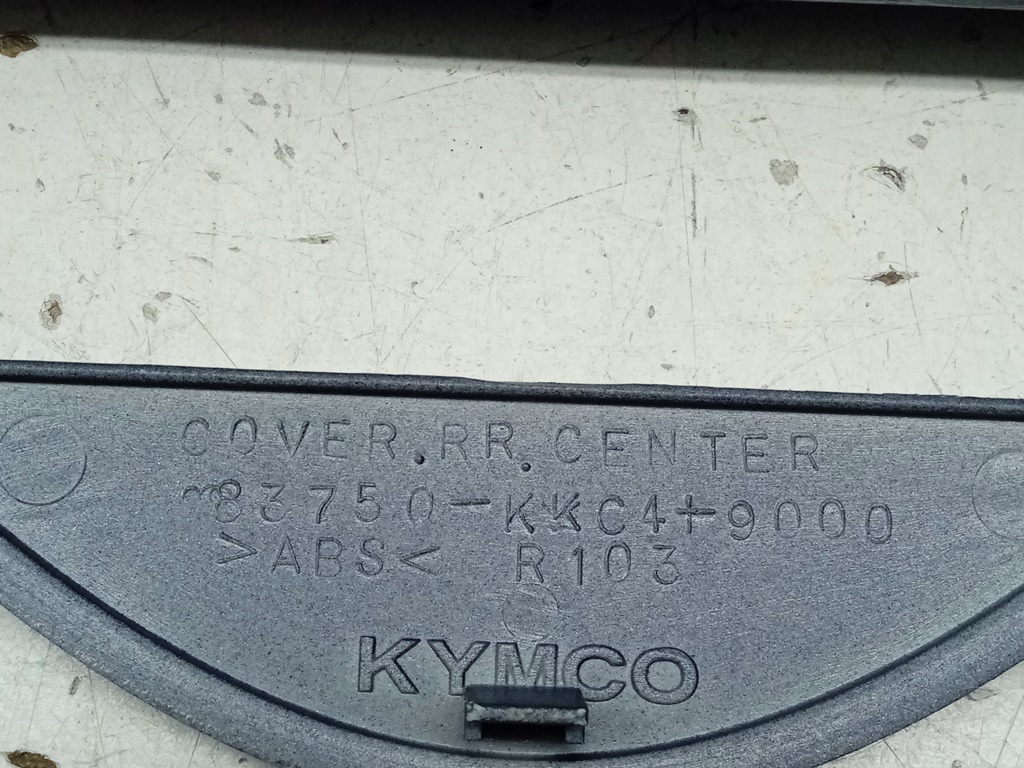 COVER.RR.CENTER
83750-KKC4-9000
>ABS< R103
KYMCO